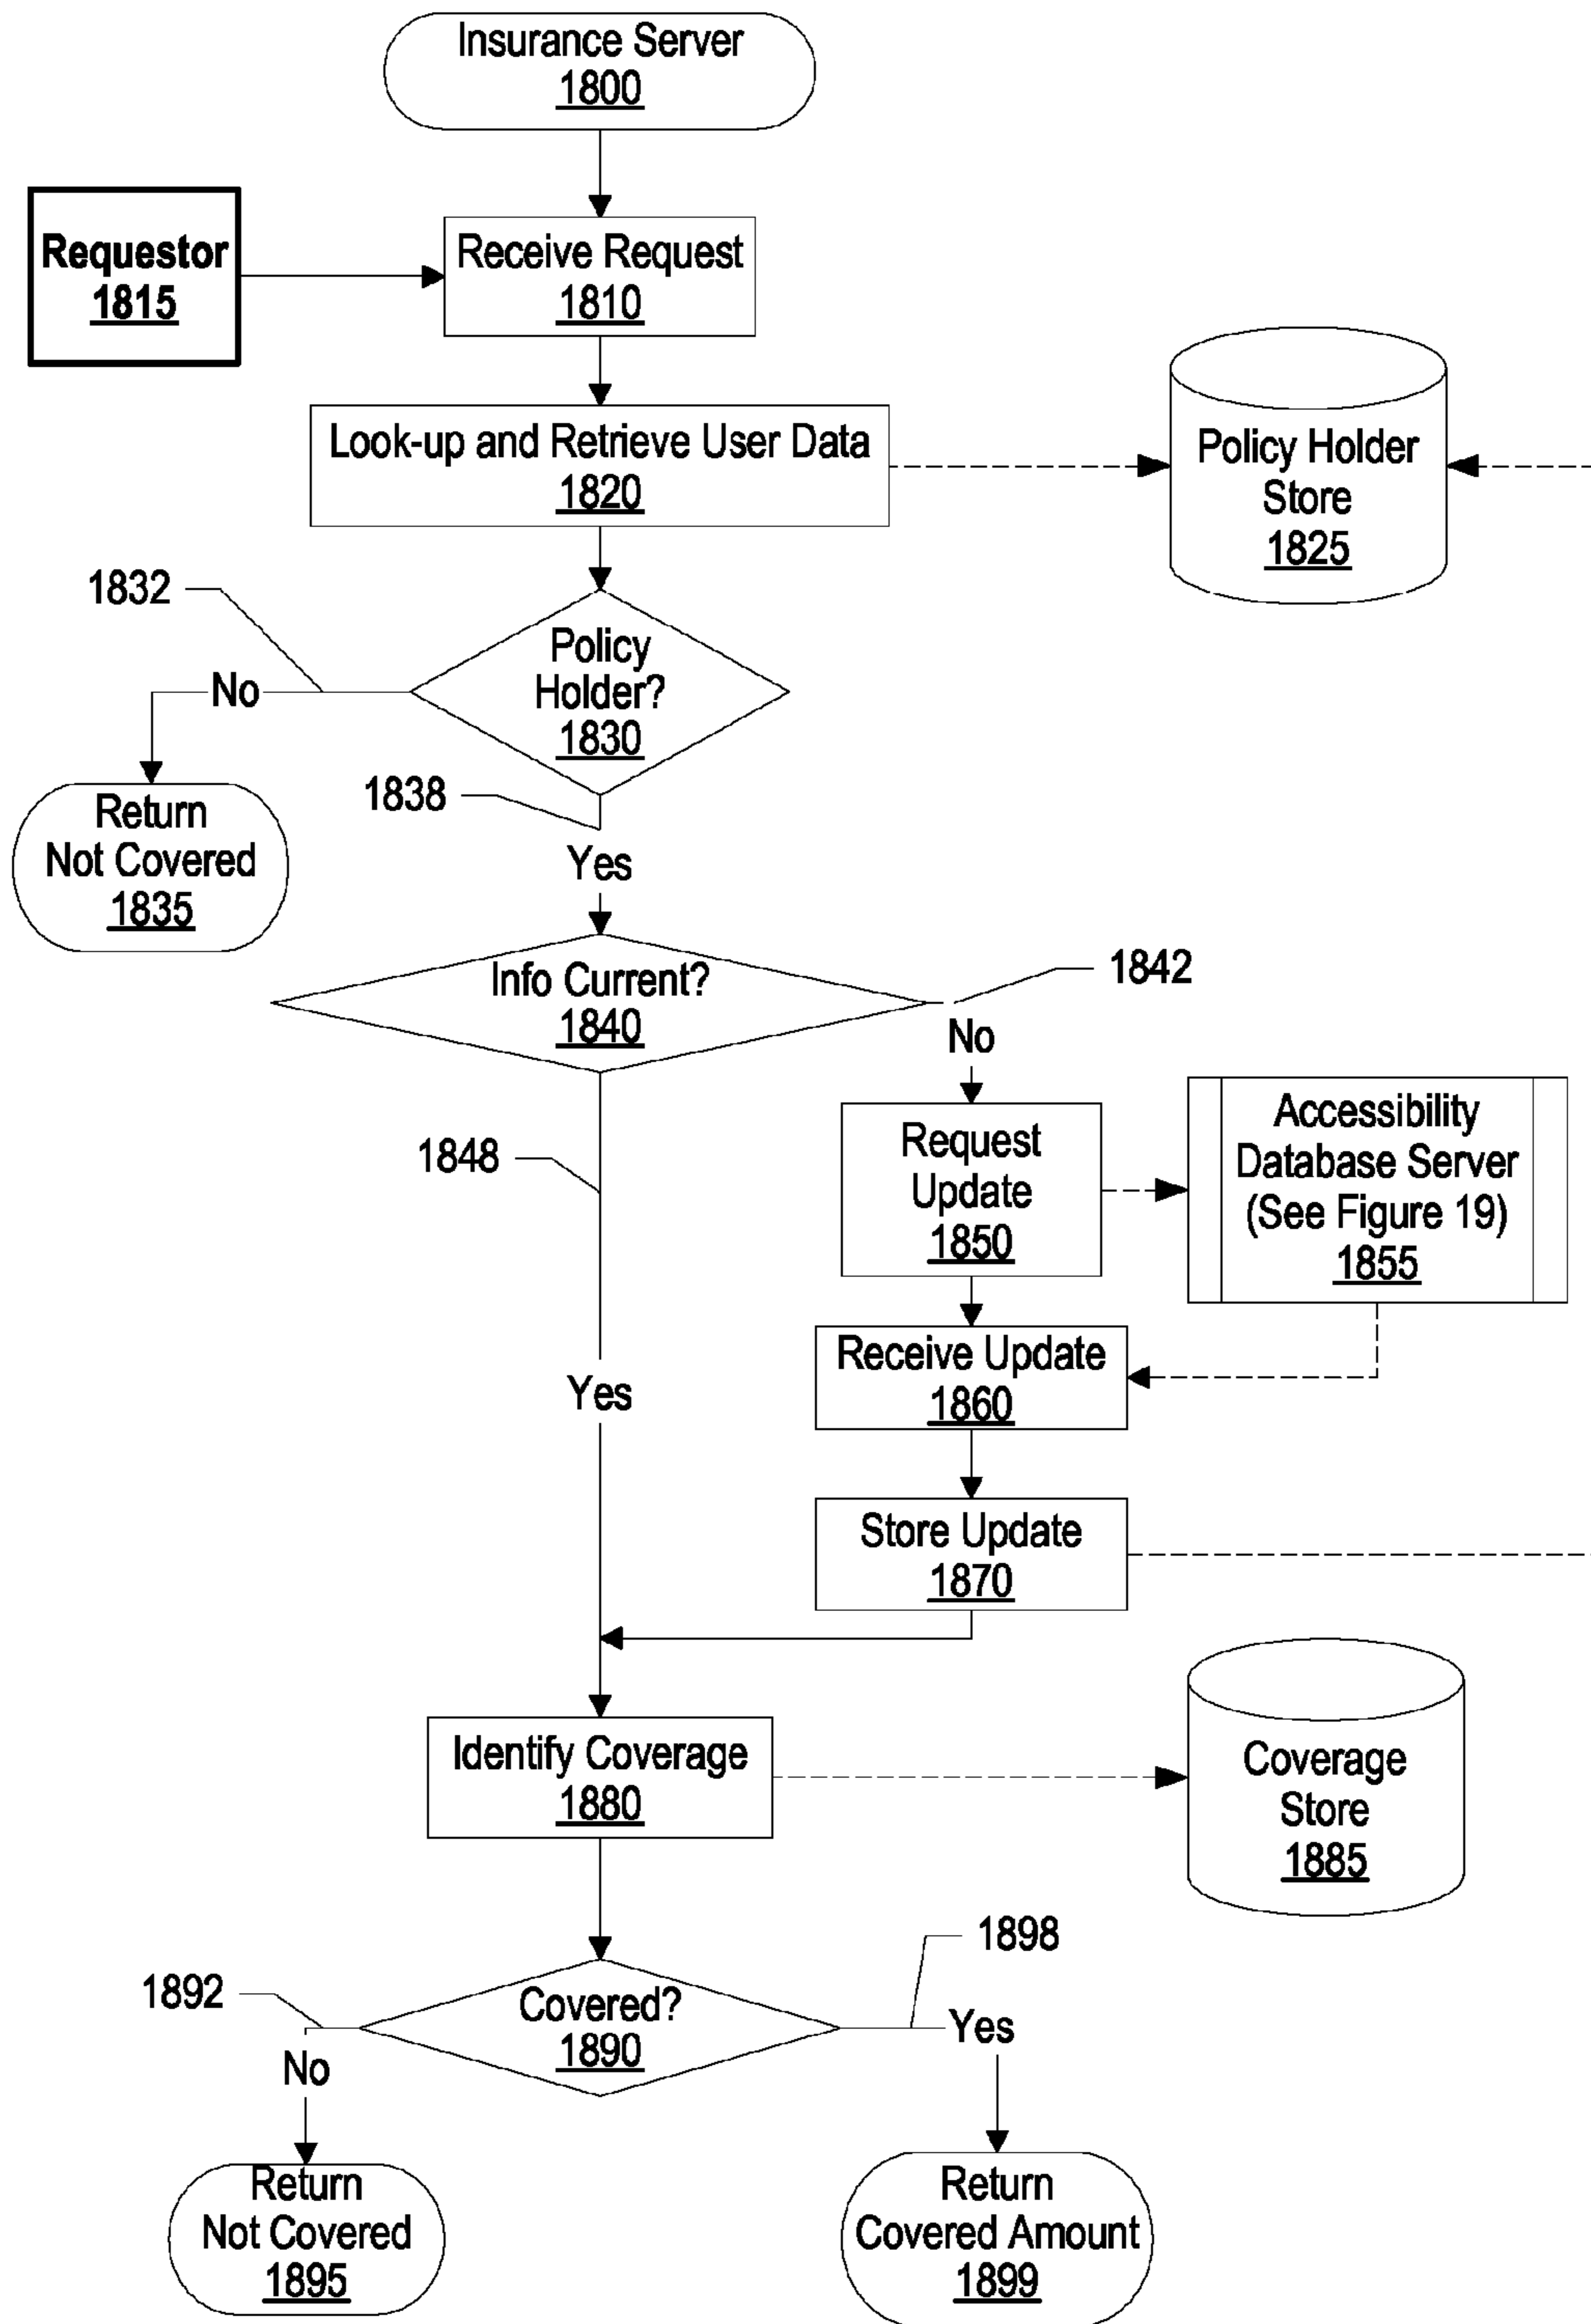 Insurance Server
1800
Requestor
1815
Receive Request
1810
Look-up and Retrieve User Data
1820
Policy Holder
Store
1825
1832
Policy
Holder?
1830
No
1838
Return
Not Covered
1835
Yes
Info Current?
1840
1842
No
1848
Request
Update
1850
Accessibility
Database Server
(See Figure 19)
1855
Receive Update
1860
Yes
Store Update
1870
Identify Coverage
1880
Coverage
Store
1885
1892
Covered?
1890
1898
Yes
No
Return
Not Covered
1895
Return
Covered Amount
1899